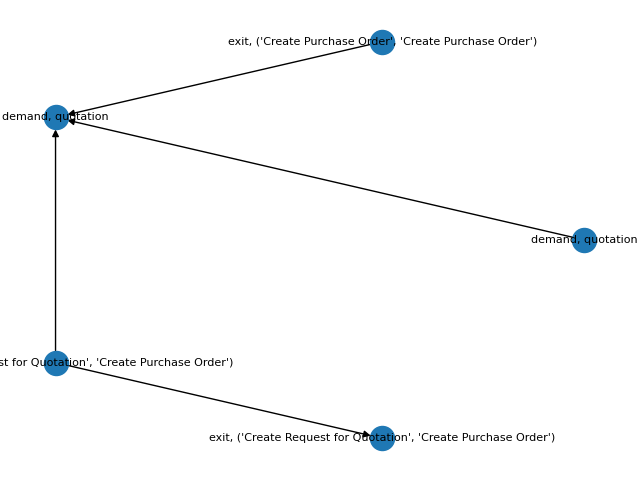 exit, ('Create Purchase Order', 'Create Purchase Order')
demand, quotation
demand, quotation
st for Quotation', 'Create Purchase Order')
exit, ('Create Request for Quotation', 'Create Purchase Order')